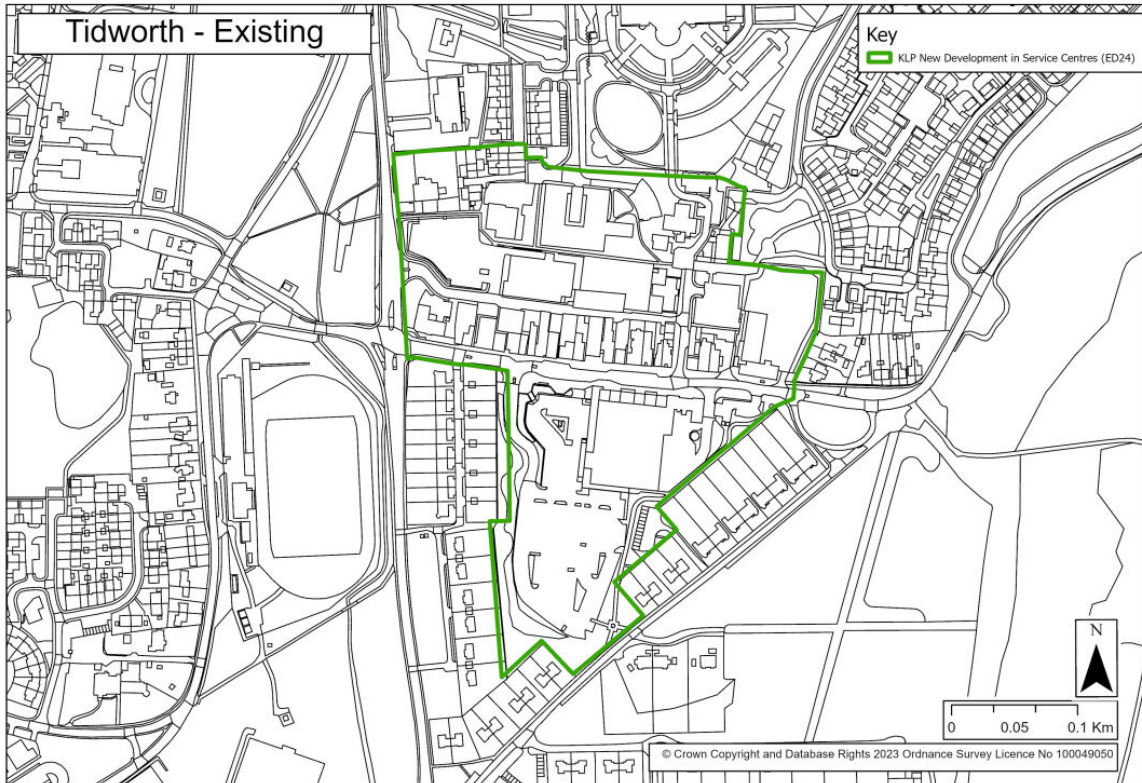 Tidworth - Existing
Key
KLP New Development in Service Centres (ED24)
N
0 0.05 0.1 Km
© Crown Copyright and Database Rights 2023 Ordnance Survey Licence No 100049050